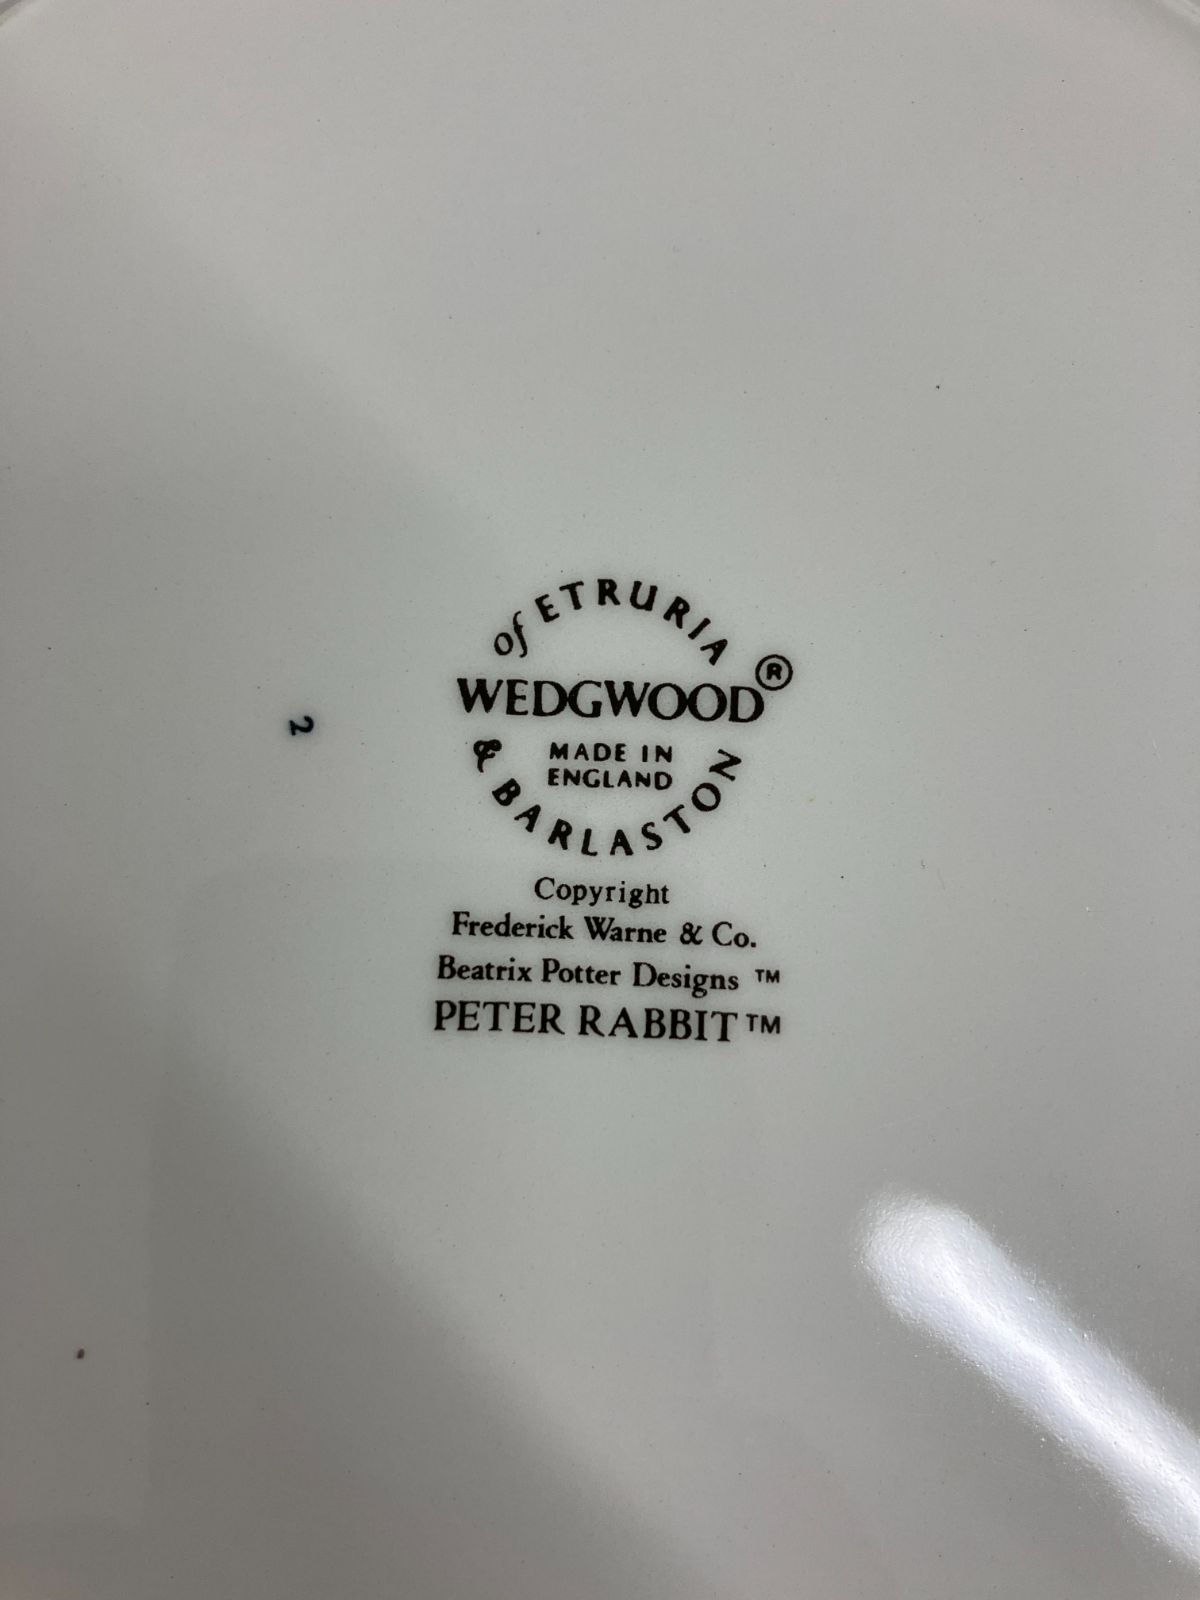 of ETRURIA
WEDGWOOD®
MADE IN
ENGLAND
& BARLASTON
Copyright
Frederick Warne & Co.
Beatrix Potter Designs ™
PETER RABBIT™
2